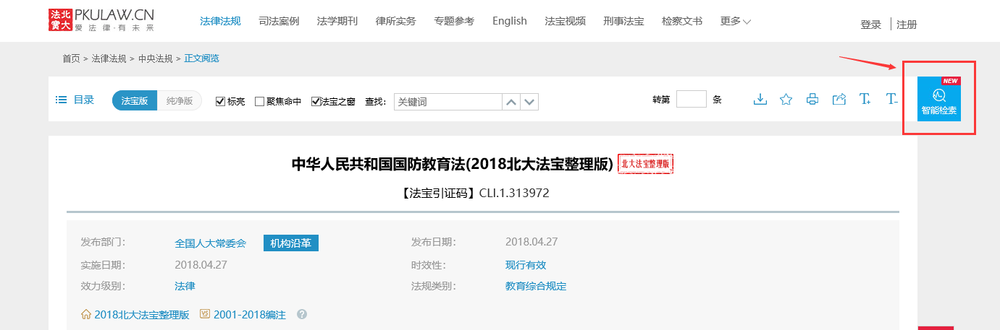 法北寳大 PKULAW.CN
爱法律·有未来
法律法规 司法案例 法学期刊 律所实务 专题参考 English 法宝视频 刑事法宝 检察文书 更多
登录 注册
首页 > 法律法规 > 中央法规 > 正文阅览
目录 法宝版 纯净版 标亮 聚焦命中 法宝之窗 查找: 关键词 转第 条 T+ T-
NEW
智能检索
中华人民共和国国防教育法(2018北大法宝整理版) 北大法宝整理版
【法宝引证码】CLI.1.313972
发布部门: 全国人大常委会 机构沿革 发布日期: 2018.04.27
实施日期: 2018.04.27 时效性: 现行有效
效力级别: 法律 法规类别: 教育综合规定
2018北大法宝整理版 VS 2001-2018编注 ?